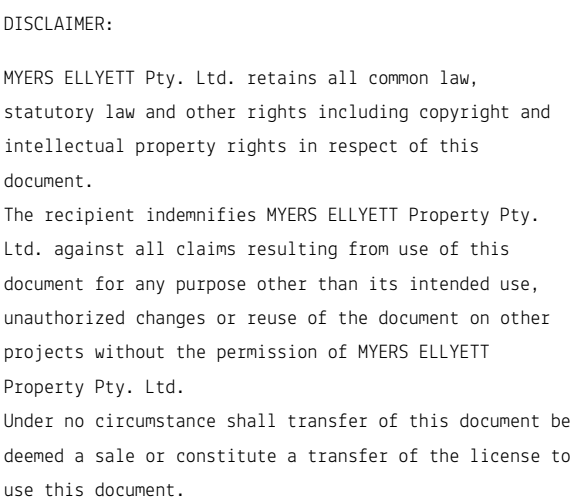 DISCLAIMER:
MYERS ELLYETT Pty. Ltd. retains all common law,
statutory law and other rights including copyright and
intellectual property rights in respect of this
document.
The recipient indemnifies MYERS ELLYETT Property Pty.
Ltd. against all claims resulting from use of this
document for any purpose other than its intended use,
unauthorized changes or reuse of the document on other
projects without the permission of MYERS ELLYETT
Property Pty. Ltd.
Under no circumstance shall transfer of this document be
deemed a sale or constitute a transfer of the license to
use this document.